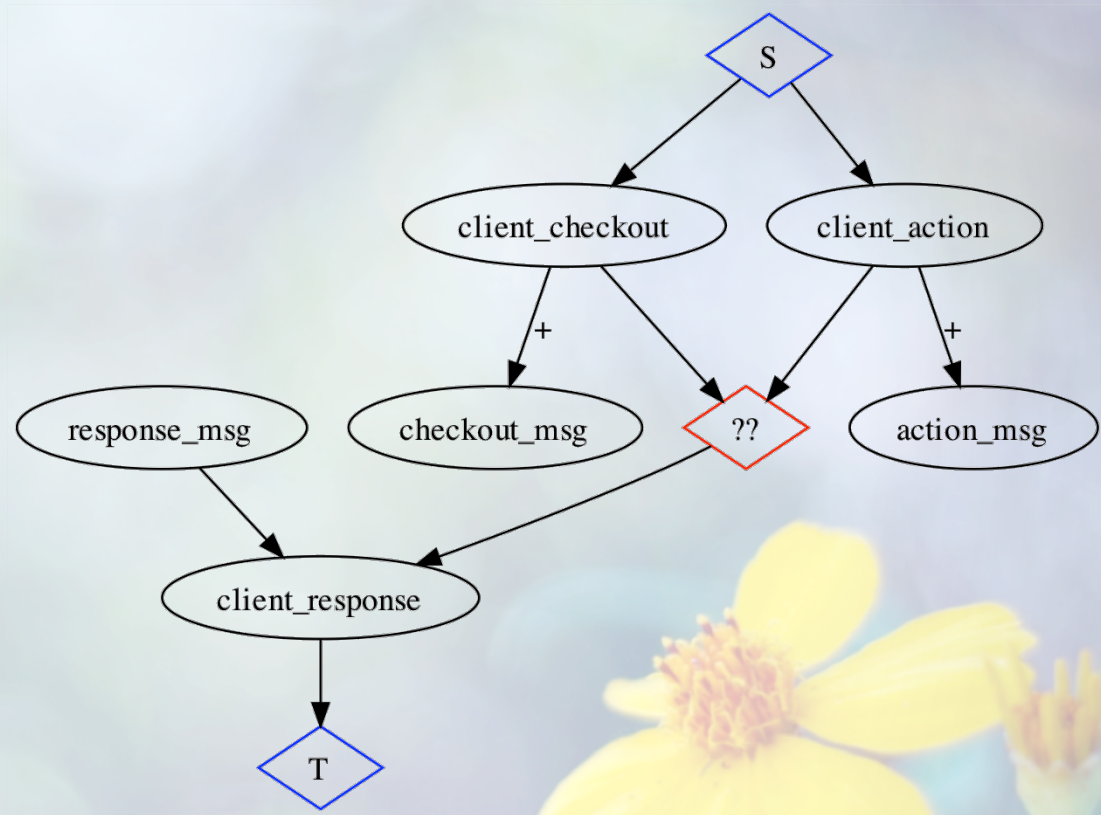 S
client_checkout
client_action
+
+
response_msg
checkout_msg
??
action_msg
client_response
T